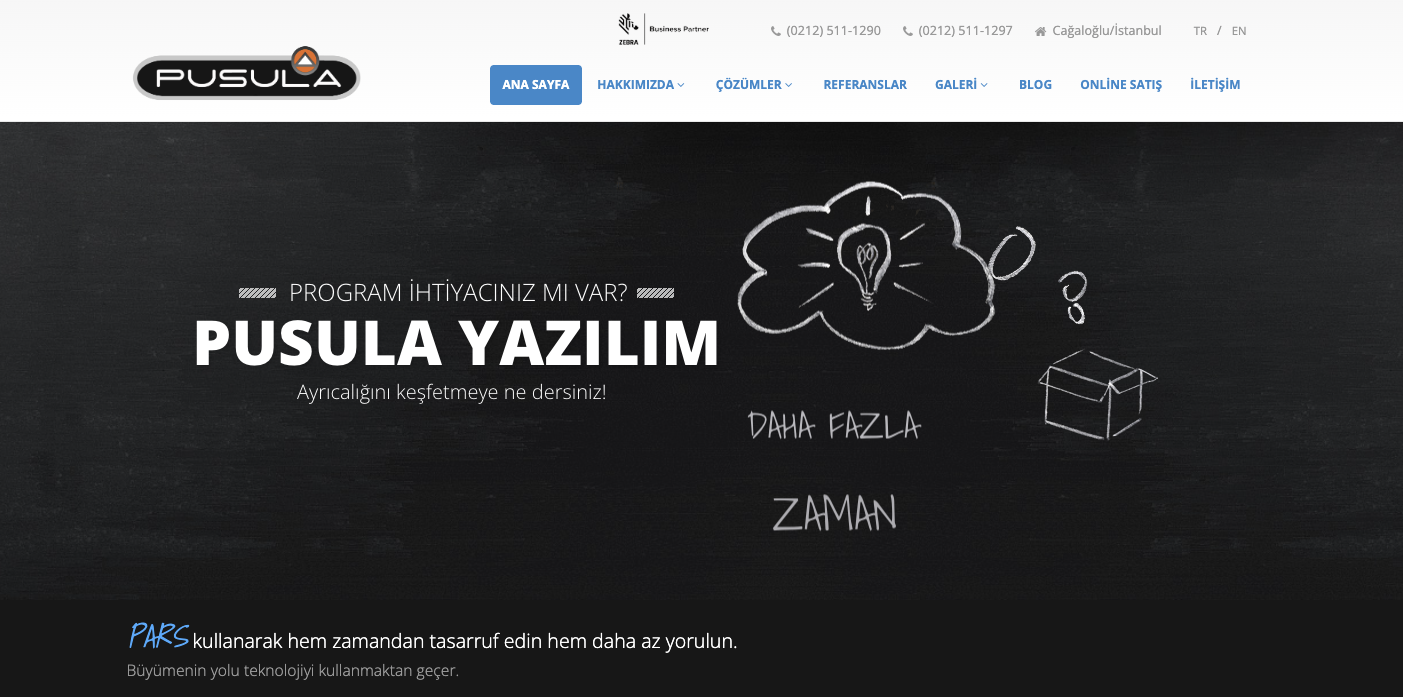 ZEBRA
Business Partner
(0212) 511-1290
(0212) 511-1297
Cağaloğlu/İstanbul
TR / EN
PUSULA
ANA SAYFA
HAKKIMIZDA
ÇÖZÜMLER
REFERANSLAR
GALERİ
BLOG
ONLİNE SATIŞ
İLETİŞİM
PROGRAM İHTİYACINIZ MI VAR?
PUSULA YAZILIM
Ayrıcalığını keşfetmeye ne dersiniz!
DAHA FAZLA
ZAMAN
PARS kullanarak hem zamandan tasarruf edin hem daha az yorulun.
Büyümenin yolu teknolojiyi kullanmaktan geçer.